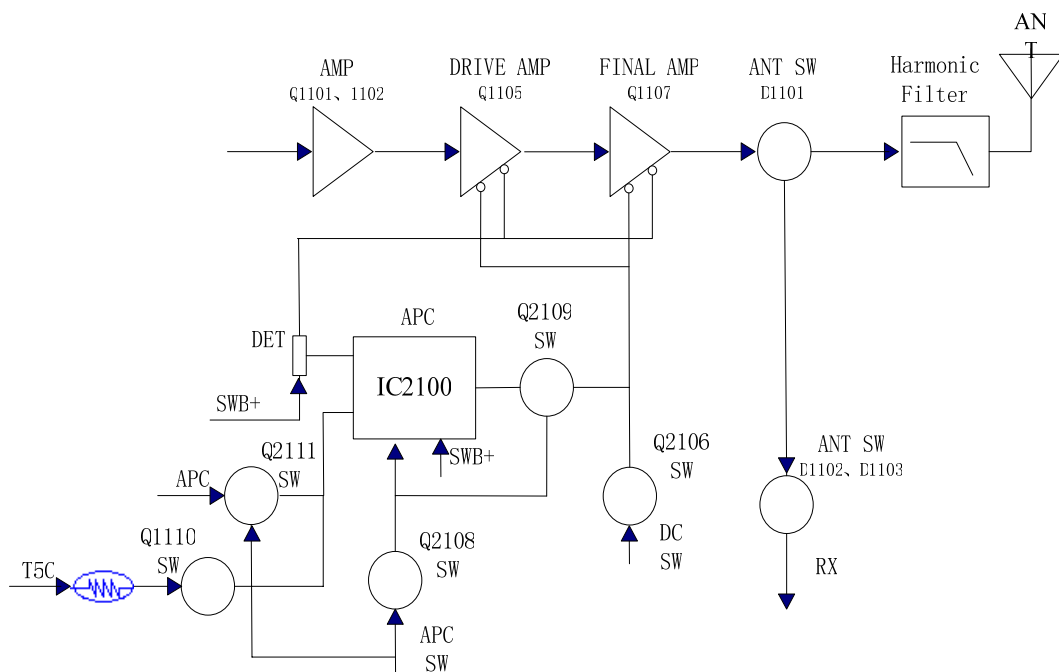 AN
T
AMP
Q1101、1102
DRIVE AMP
Q1105
FINAL AMP
Q1107
ANT SW
D1101
Harmonic
Filter
DET
APC
Q2109
SW
IC2100
SWB+
SWB+
Q2111
SW
APC
Q2106
SW
ANT SW
D1102、D1103
Q1110
SW
Q2108
SW
DC
SW
T5C
RX
APC
SW